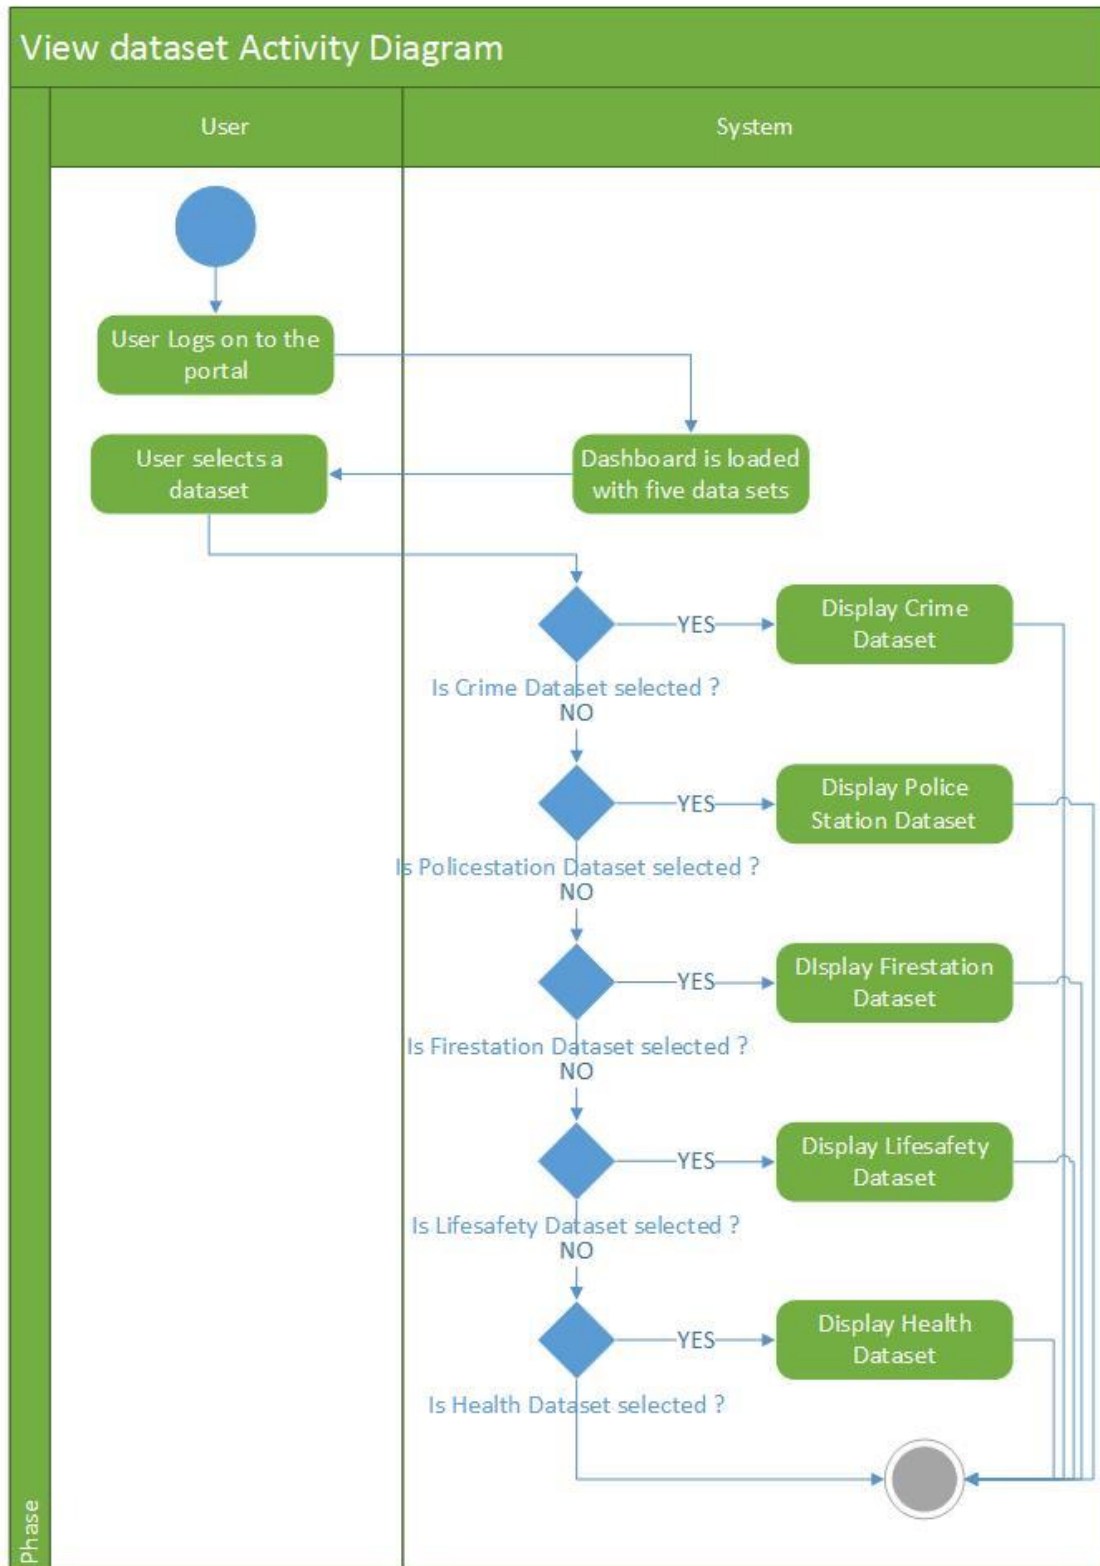 View dataset Activity Diagram
User
System
User Logs on to the
portal
User selects a
dataset
Dashboard is loaded
with five data sets
YES
Display Crime
Dataset
Is Crime Dataset selected ?
NO
YES
Display Police
Station Dataset
Is Policestation Dataset selected ?
NO
YES
DIsplay Firestation
Dataset
Is Firestation Dataset selected ?
NO
YES
Display Lifesafety
Dataset
Is Lifesafety Dataset selected ?
NO
YES
Display Health
Dataset
Is Health Dataset selected ?
Phase